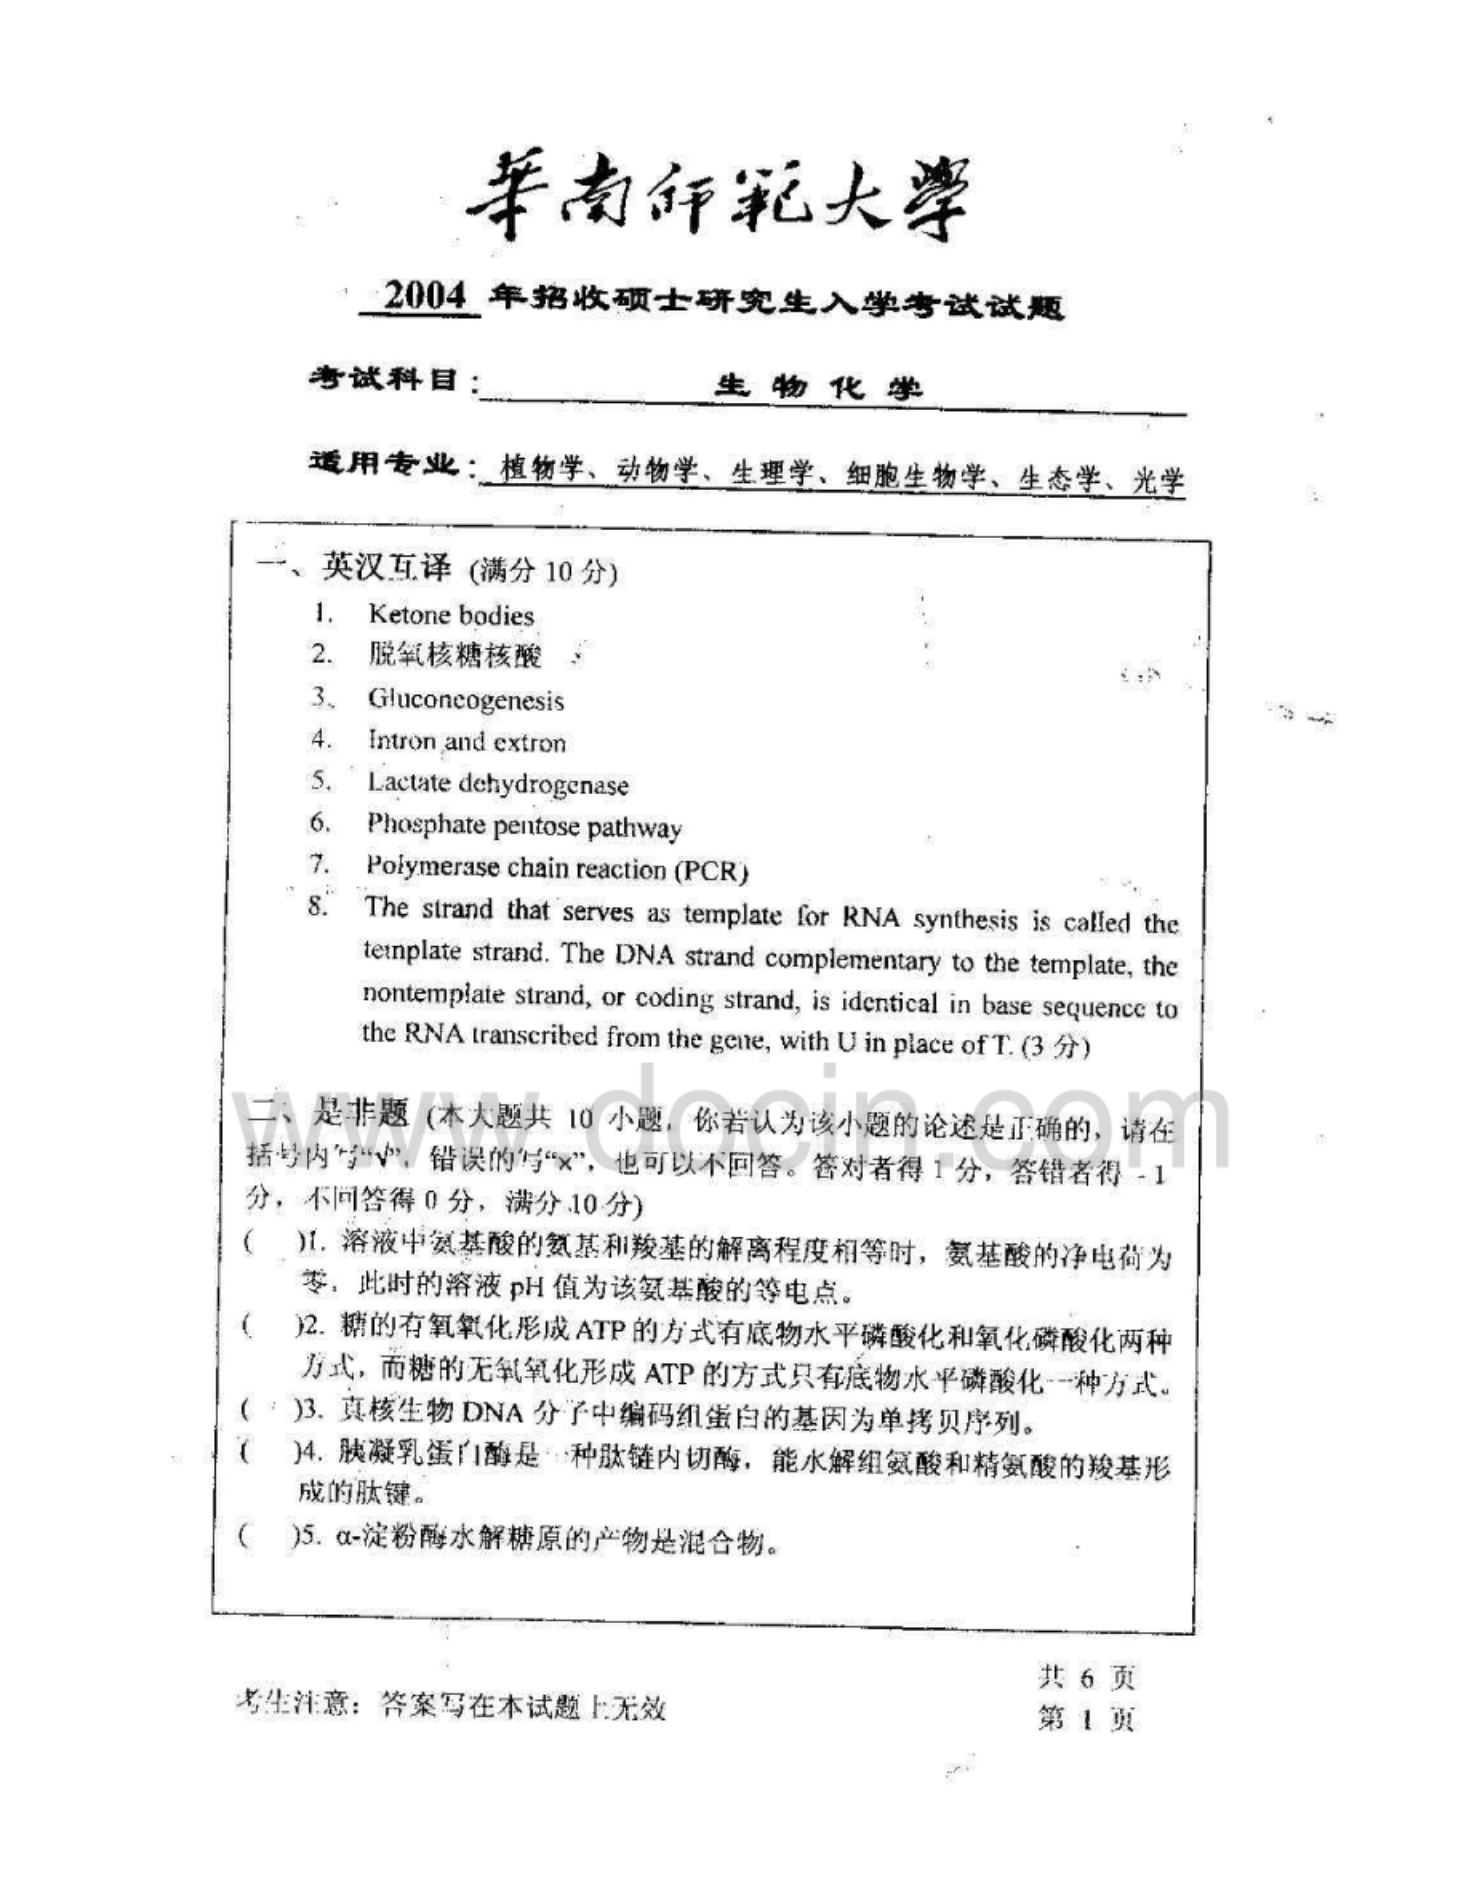 華南师範大學
2004 年招收硕士研究生入学考试试题
考试科目: 生 物 化 学
适用专业: 植物学、动物学、生理学、细胞生物学、生态学、光学
一、英汉互译 (满分 10 分)
1. Ketone bodies
2. 脱氧核糖核酸
3、 Gluconeogenesis
4. Intron and extron
5. Lactate dehydrogenase
6. Phosphate pentose pathway
7. Polymerase chain reaction (PCR)
8. The strand that serves as template for RNA synthesis is called the
template strand. The DNA strand complementary to the template, the
nontemplate strand, or coding strand, is identical in base sequence to
the RNA transcribed from the gene, with U in place of T. (3 分)
www.docin.com
二、是非题 (本大题共 10 小题, 你若认为该小题的论述是正确的, 请在
括号内写“√”, 错误的写“×”, 也可以不回答。答对者得 1 分, 答错者得 - 1
分, 不回答得 0 分, 满分 10 分)
( )1. 溶液中氨基酸的氨基和羧基的解离程度相等时, 氨基酸的净电荷为
零, 此时的溶液 pH 值为该氨基酸的等电点。
( )2. 糖的有氧氧化形成 ATP 的方式有底物水平磷酸化和氧化磷酸化两种
方式, 而糖的无氧氧化形成 ATP 的方式只有底物水平磷酸化一种方式。
( )3. 真核生物 DNA 分子中编码组蛋白的基因为单拷贝序列。
( )4. 胰凝乳蛋白酶是一种肽链内切酶, 能水解组氨酸和精氨酸的羧基形
成的肽键。
( )5. α-淀粉酶水解糖原的产物是混合物。
考生注意: 答案写在本试题上无效
共 6 页
第 1 页